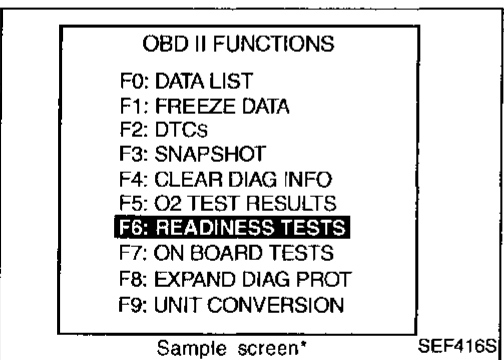 OBD II FUNCTIONS
F0: DATA LIST
F1: FREEZE DATA
F2: DTCs
F3: SNAPSHOT
F4: CLEAR DIAG INFO
F5: O2 TEST RESULTS
F6: READINESS TESTS
F7: ON BOARD TESTS
F8: EXPAND DIAG PROT
F9: UNIT CONVERSION
Sample screen*
SEF416S